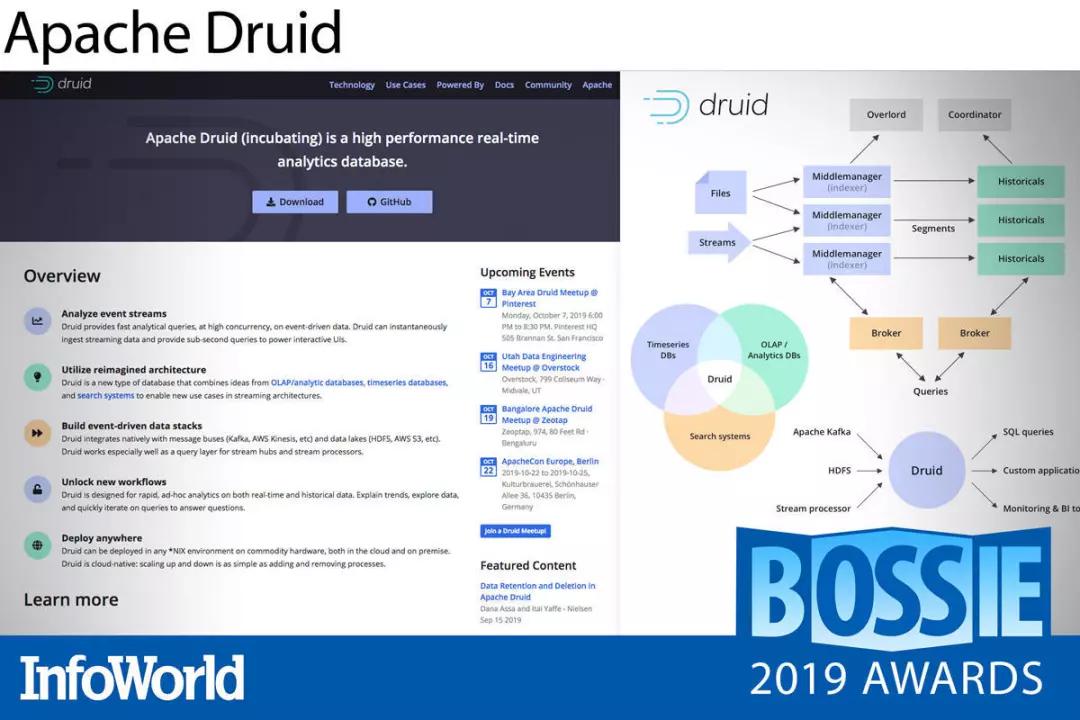 Apache Druid
druid
Technology Use Cases Powered By Docs Community Apache
Apache Druid (incubating) is a high performance real-time
analytics database.
Download
GitHub
Overview
Analyze event streams
Druid provides fast analytical queries, at high concurrency, on event-driven data. Druid can instantaneously
ingest streaming data and provide sub-second queries to power interactive UIs.
Utilize reimagined architecture
Druid is a new type of database that combines ideas from OLAP/analytic databases, timeseries databases,
and search systems to enable new use cases in streaming architectures.
Build event-driven data stacks
Druid integrates natively with message buses (Kafka, AWS Kinesis, etc) and data lakes (HDFS, AWS S3, etc).
Druid works especially well as a query layer for stream hubs and stream processors.
Unlock new workflows
Druid is designed for rapid, ad-hoc analytics on both real-time and historical data. Explain trends, explore data,
and quickly iterate on queries to answer questions.
Deploy anywhere
Druid can be deployed in any *NIX environment on commodity hardware, both in the cloud and on premise.
Druid is cloud-native: scaling up and down is as simple as adding and removing processes.
Learn more
Upcoming Events
OCT
7
Bay Area Druid Meetup @
Pinterest
Monday, October 7, 2019 6:00
PM to 8:30 PM. Pinterest HQ
505 Brannan St. San Francisco
OCT
16
Utah Data Engineering
Meetup @ Overstock
Overstock, 799 Coliseum Way ·
Midvale, UT
OCT
19
Bangalore Apache Druid
Meetup @ Zeotap
Zeoptap, 974, 80 Feet Rd ·
Bengaluru
OCT
22
ApacheCon Europe, Berlin
2019-10-22 to 2019-10-25,
Kulturbrauerei, Schönhauser
Allee 36, 10435 Berlin,
Germany
Join a Druid Meetup!
Featured Content
Data Retention and Deletion in
Apache Druid
Dana Assa and Itai Yaffe - Nielsen
Sep 15 2019
druid
Overlord
Coordinator
Files
Streams
Middlemanager
(indexer)
Middlemanager
(indexer)
Middlemanager
(indexer)
Segments
Historicals
Historicals
Historicals
Broker
Broker
Queries
Timeseries
DBs
OLAP /
Analytics DBs
Druid
Search systems
Apache Kafka
HDFS
Stream processor
Druid
SQL queries
Custom applicatio
Monitoring & BI to
BOSSIE
2019 AWARDS
InfoWorld